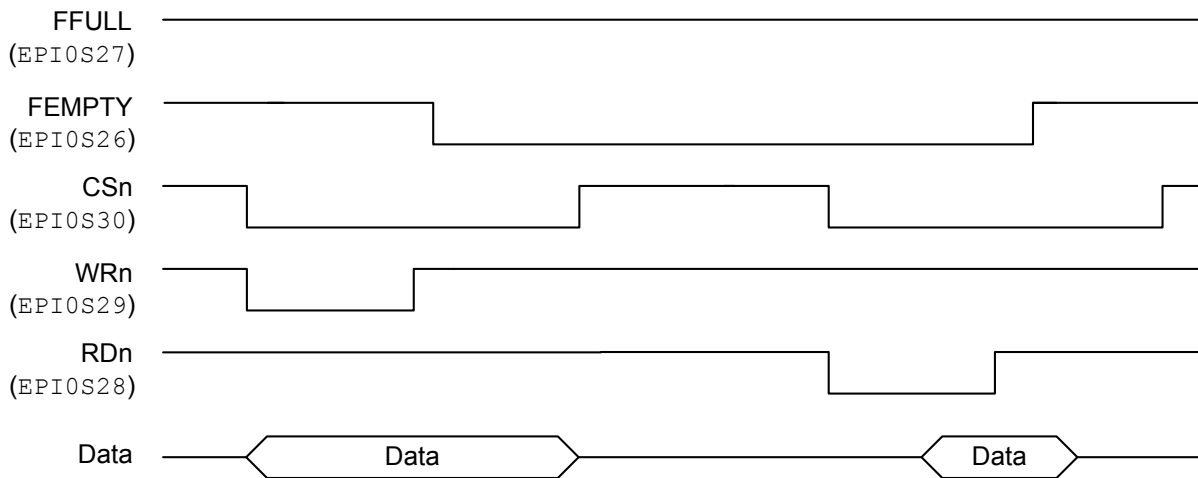 FFULL
(EPI0S27)
FEMPTY
(EPI0S26)
CSn
(EPI0S30)
WRn
(EPI0S29)
RDn
(EPI0S28)
Data Data Data